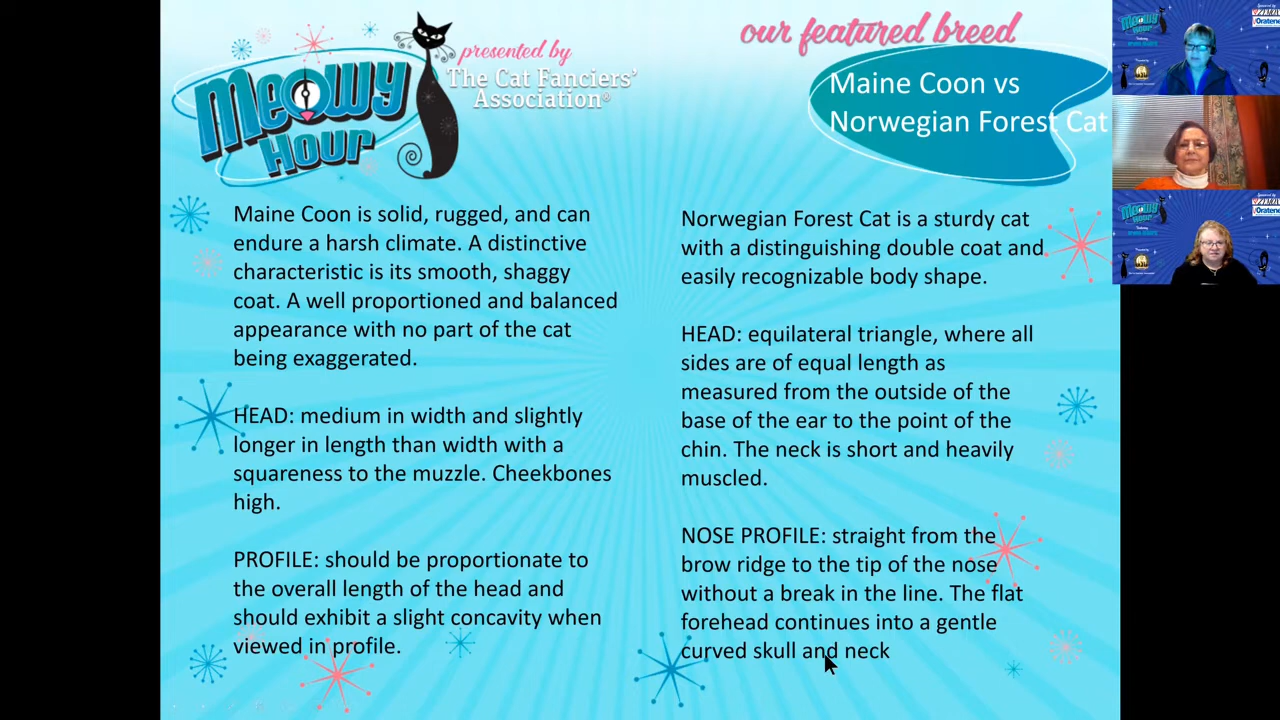 Meowy
Hour
presented by
The Cat Fanciers'
Association®
our featured breed
Maine Coon vs
Norwegian Forest Cat
Maine Coon is solid, rugged, and can
endure a harsh climate. A distinctive
characteristic is its smooth, shaggy
coat. A well proportioned and balanced
appearance with no part of the cat
being exaggerated.
HEAD: medium in width and slightly
longer in length than width with a
squareness to the muzzle. Cheekbones
high.
PROFILE: should be proportionate to
the overall length of the head and
should exhibit a slight concavity when
viewed in profile.
Norwegian Forest Cat is a sturdy cat
with a distinguishing double coat and
easily recognizable body shape.
HEAD: equilateral triangle, where all
sides are of equal length as
measured from the outside of the
base of the ear to the point of the
chin. The neck is short and heavily
muscled.
NOSE PROFILE: straight from the
brow ridge to the tip of the nose
without a break in the line. The flat
forehead continues into a gentle
curved skull and neck
Meowy
Hour
Oratene
Meowy
Hour
Oratene